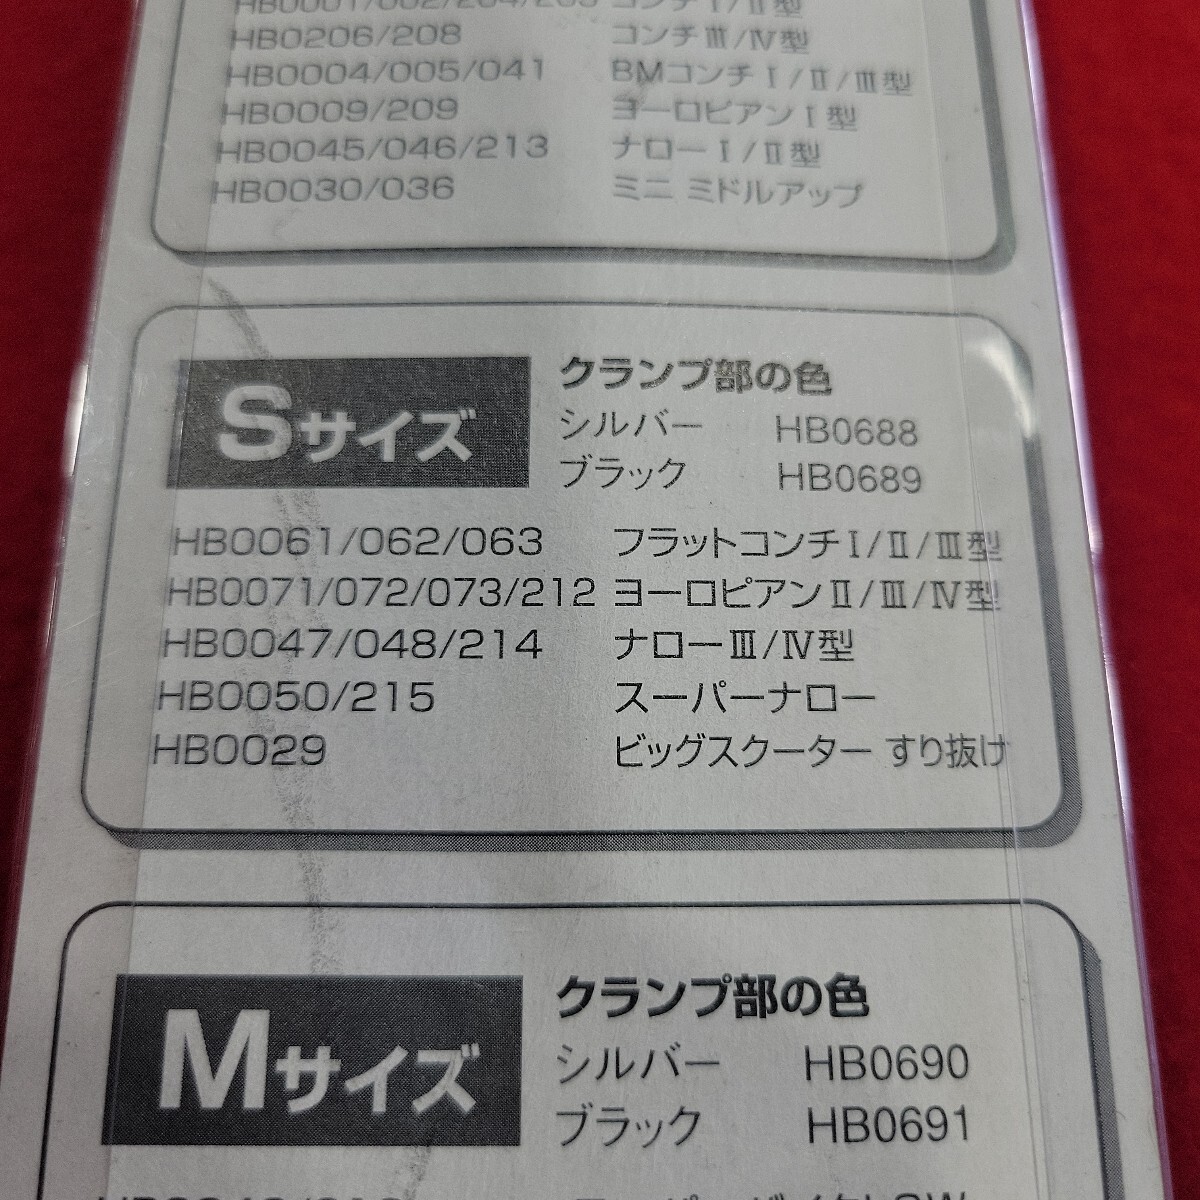 コンチⅠ/Ⅱ型
HB0206/208 コンチⅢ/Ⅳ型
HB0004/005/041 BMコンチⅠ/Ⅱ/Ⅲ型
HB0009/209 ヨーロピアンⅠ型
HB0045/046/213 ナローⅠ/Ⅱ型
HB0030/036 ミニ ミドルアップ
Sサイズ
クランプ部の色
シルバー HB0688
ブラック HB0689
HB0061/062/063 フラットコンチⅠ/Ⅱ/Ⅲ型
HB0071/072/073/212 ヨーロピアンⅡ/Ⅲ/Ⅳ型
HB0047/048/214 ナローⅢ/Ⅳ型
HB0050/215 スーパーナロー
HB0029 ビッグスクーター すり抜け
Mサイズ
クランプ部の色
シルバー HB0690
ブラック HB0691